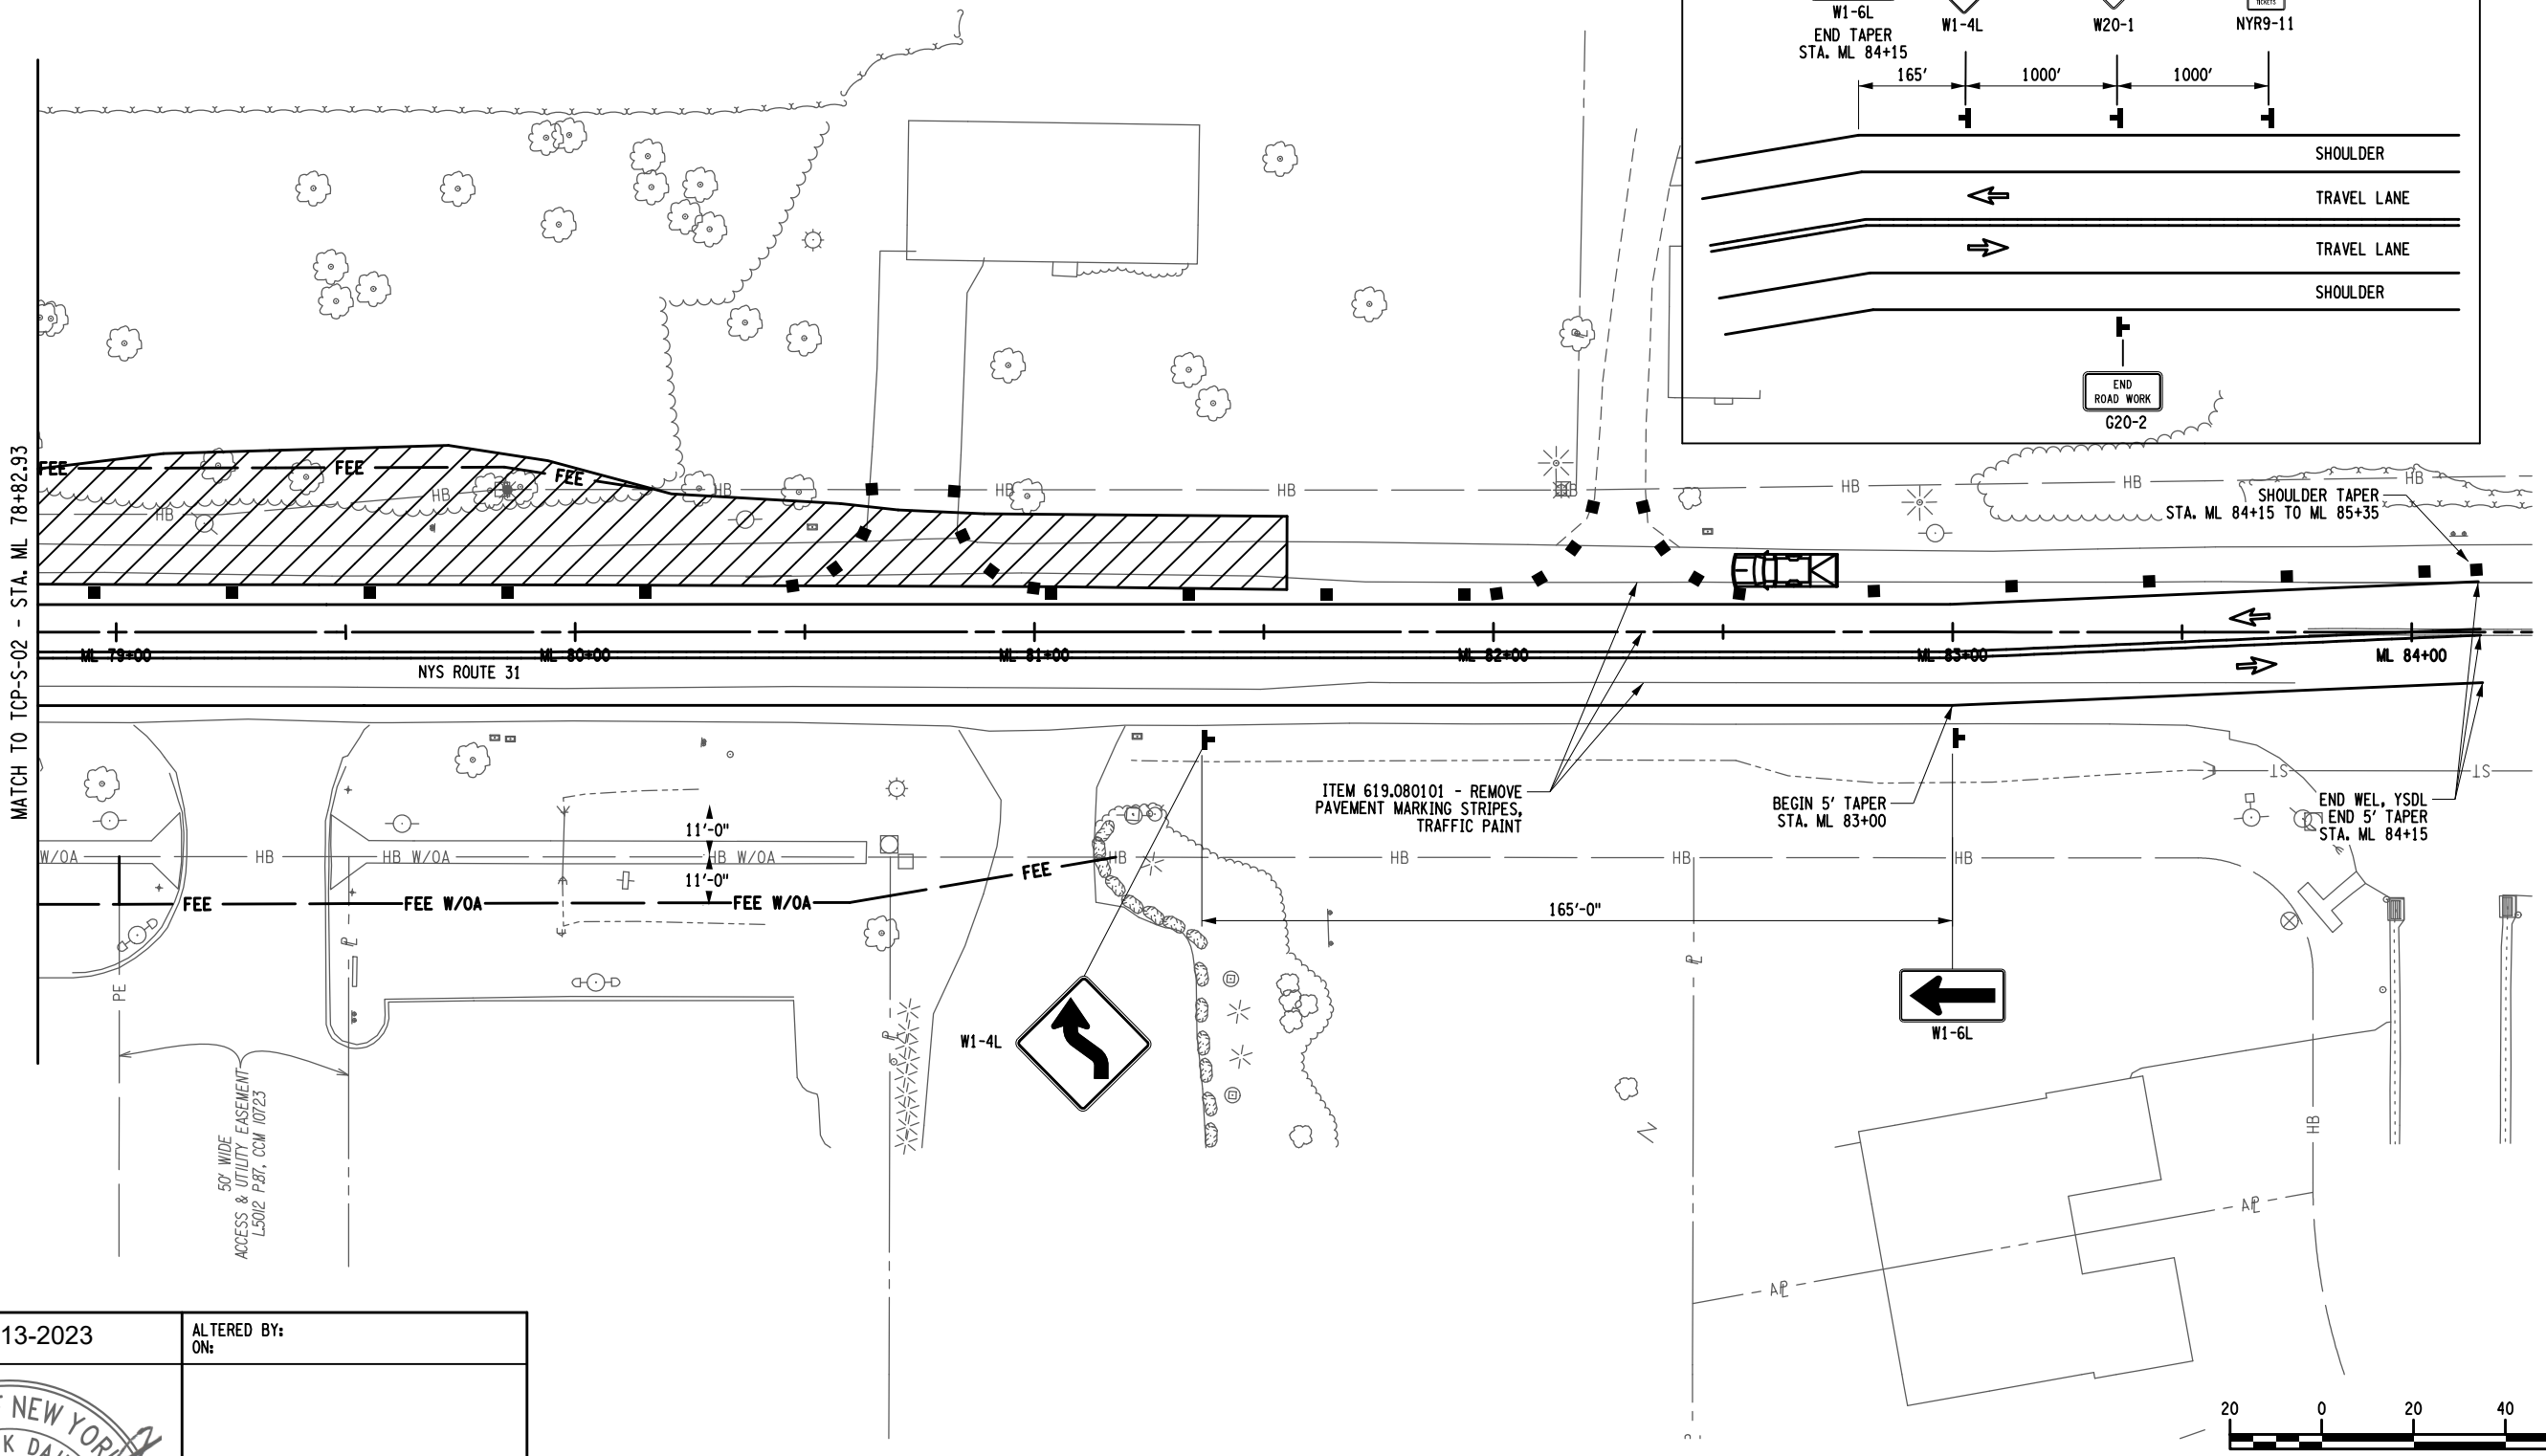 W1-6L
END TAPER
STA. ML 84+15
W1-4L
W20-1
NYR9-11
165'
1000'
1000'
SHOULDER
TRAVEL LANE
TRAVEL LANE
SHOULDER
END
ROAD WORK
G20-2
MATCH TO TCP-S-02 - STA. ML 78+82.93
FEE
FEE
FEE
HB
HB
HB
HB
HB
HB
HB
HB
HB
SHOULDER TAPER
STA. ML 84+15 TO ML 85+35
ML 79+00
ML 80+00
ML 81+00
ML 82+00
ML 83+00
ML 84+00
NYS ROUTE 31
ITEM 619.080101 - REMOVE
PAVEMENT MARKING STRIPES,
TRAFFIC PAINT
BEGIN 5' TAPER
STA. ML 83+00
END WEL, YSDL
END 5' TAPER
STA. ML 84+15
ST
ST
11'-0"
11'-0"
W/OA
HB
HB W/OA
HB W/OA
HB
HB
HB
HB
FEE
FEE W/OA
FEE W/OA
FEE
165'-0"
PE
W1-4L
W1-6L
50' WIDE
ACCESS & UTILITY EASEMENT
L.5012 P.87, CCM 10723
HB
13-2023
ALTERED BY:
ON:
NEW YOR
20
0
20
40